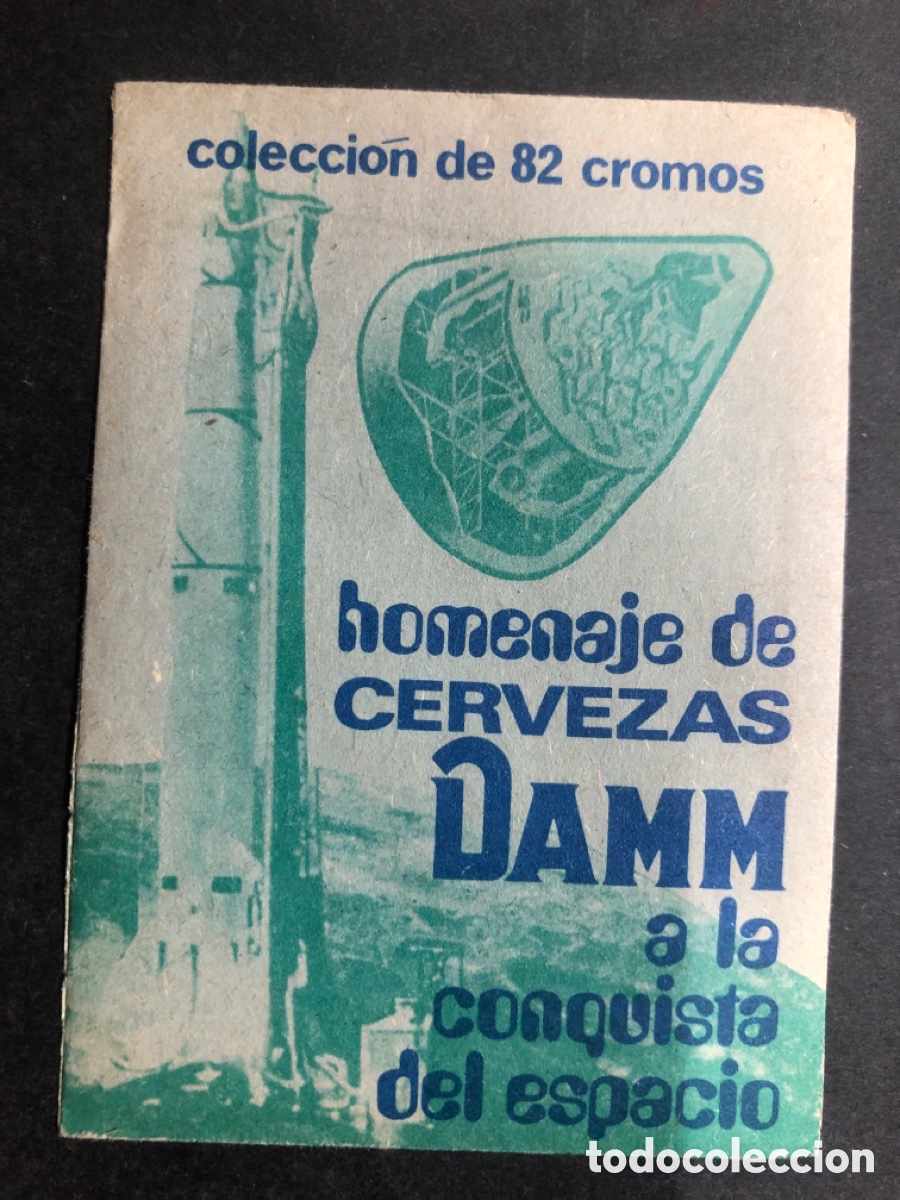 colección de 82 cromos
homenaje de
CERVEZAS
DAMM
a la
conquista
del espacio
todocoleccion